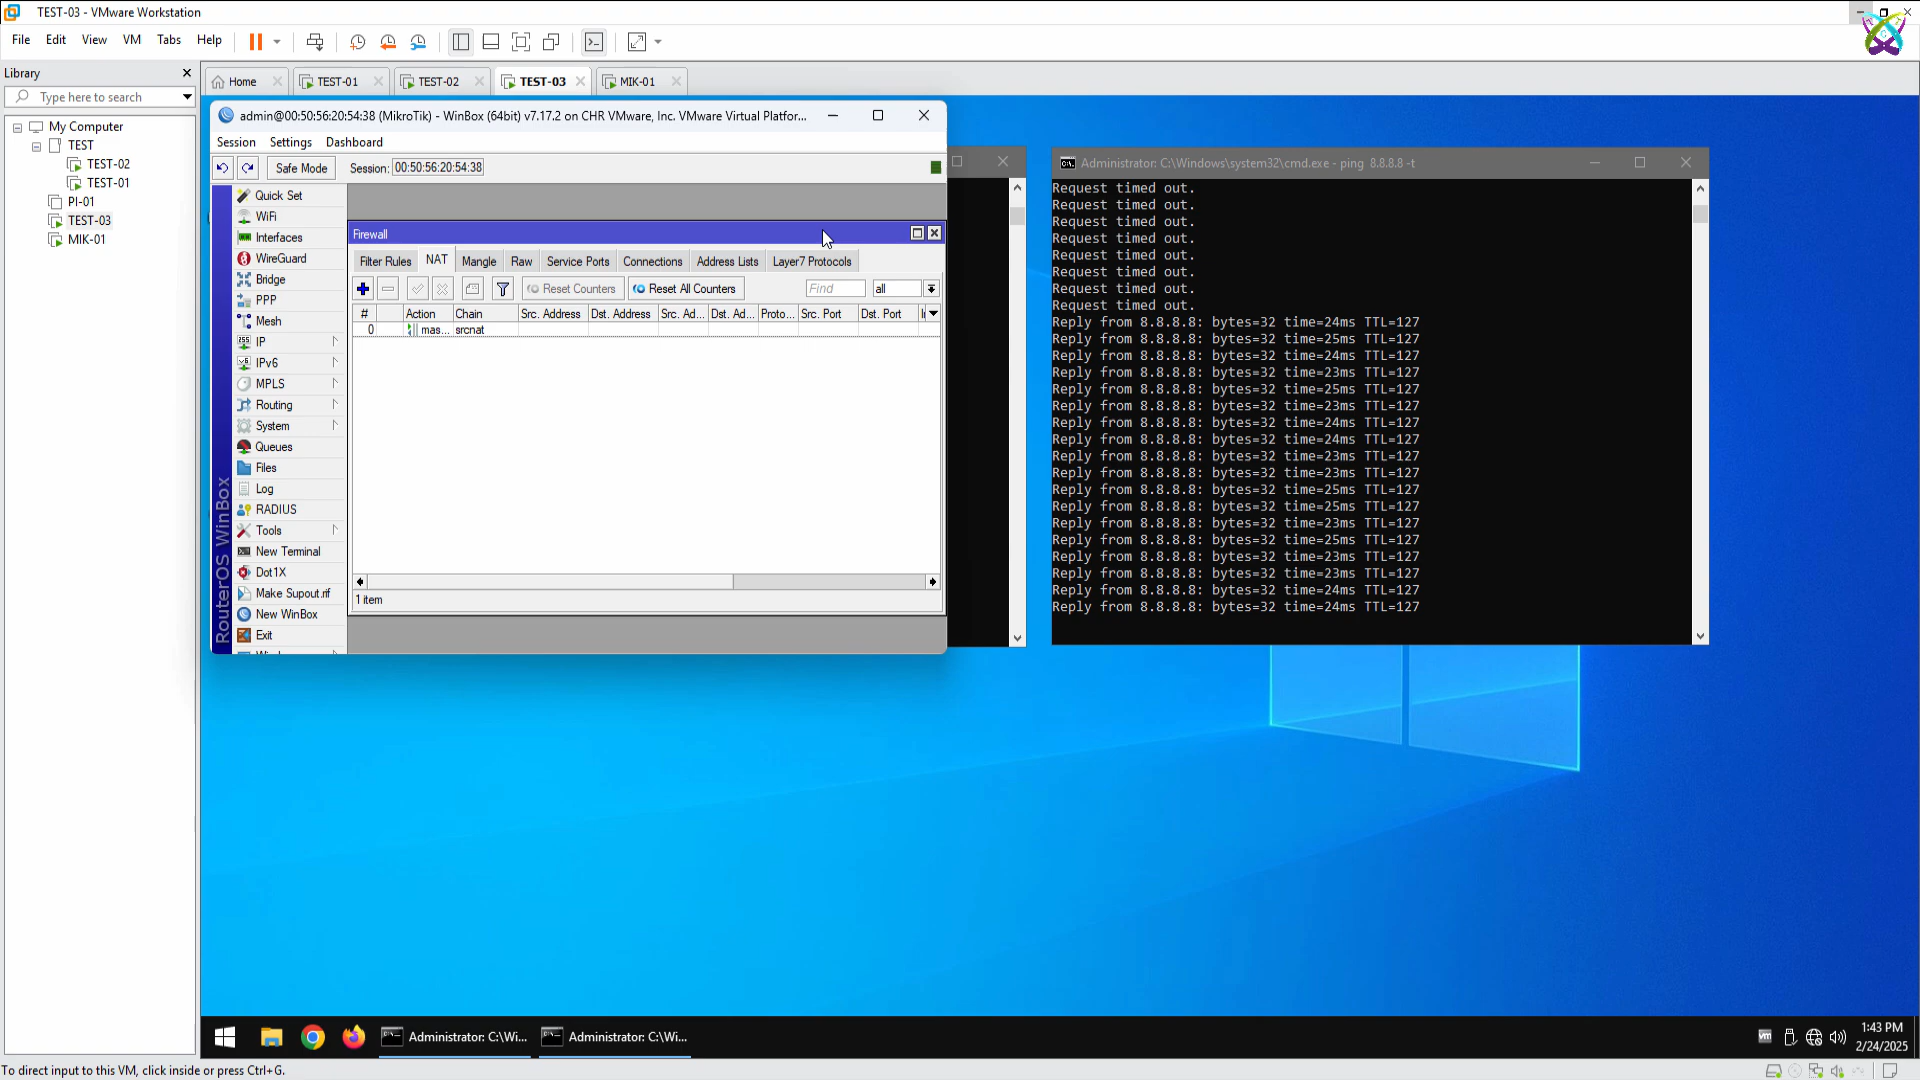 TEST-03 - VMware Workstation
File Edit View VM Tabs Help
Library
Type here to search
My Computer
TEST
TEST-02
TEST-01
PI-01
TEST-03
MIK-01
Home TEST-01 TEST-02 TEST-03 MIK-01
admin@00:50:56:20:54:38 (MikroTik) - WinBox (64bit) v7.17.2 on CHR VMware, Inc. VMware Virtual Platfor...
Session Settings Dashboard
Safe Mode Session: 00:50:56:20:54:38
RouterOS WinBox
Quick Set
WiFi
Interfaces
WireGuard
Bridge
PPP
Mesh
IP
IPv6
MPLS
Routing
System
Queues
Files
Log
RADIUS
Tools
New Terminal
Dot1X
Make Supout.rif
New WinBox
Exit
Firewall
Filter Rules NAT Mangle Raw Service Ports Connections Address Lists Layer7 Protocols
Reset Counters Reset All Counters Find all
# Action Chain Src. Address Dst. Address Src. Ad... Dst. Ad... Proto... Src. Port Dst. Port
0 mas... srcnat
1 item
Administrator: C:\Windows\system32\cmd.exe - ping 8.8.8.8 -t
Request timed out.
Request timed out.
Request timed out.
Request timed out.
Request timed out.
Request timed out.
Request timed out.
Request timed out.
Reply from 8.8.8.8: bytes=32 time=24ms TTL=127
Reply from 8.8.8.8: bytes=32 time=25ms TTL=127
Reply from 8.8.8.8: bytes=32 time=24ms TTL=127
Reply from 8.8.8.8: bytes=32 time=23ms TTL=127
Reply from 8.8.8.8: bytes=32 time=25ms TTL=127
Reply from 8.8.8.8: bytes=32 time=23ms TTL=127
Reply from 8.8.8.8: bytes=32 time=24ms TTL=127
Reply from 8.8.8.8: bytes=32 time=24ms TTL=127
Reply from 8.8.8.8: bytes=32 time=23ms TTL=127
Reply from 8.8.8.8: bytes=32 time=23ms TTL=127
Reply from 8.8.8.8: bytes=32 time=25ms TTL=127
Reply from 8.8.8.8: bytes=32 time=25ms TTL=127
Reply from 8.8.8.8: bytes=32 time=23ms TTL=127
Reply from 8.8.8.8: bytes=32 time=25ms TTL=127
Reply from 8.8.8.8: bytes=32 time=23ms TTL=127
Reply from 8.8.8.8: bytes=32 time=23ms TTL=127
Reply from 8.8.8.8: bytes=32 time=24ms TTL=127
Reply from 8.8.8.8: bytes=32 time=24ms TTL=127
Administrator: C:\Wi... Administrator: C:\Wi...
1:43 PM
2/24/2025
To direct input to this VM, click inside or press Ctrl+G.